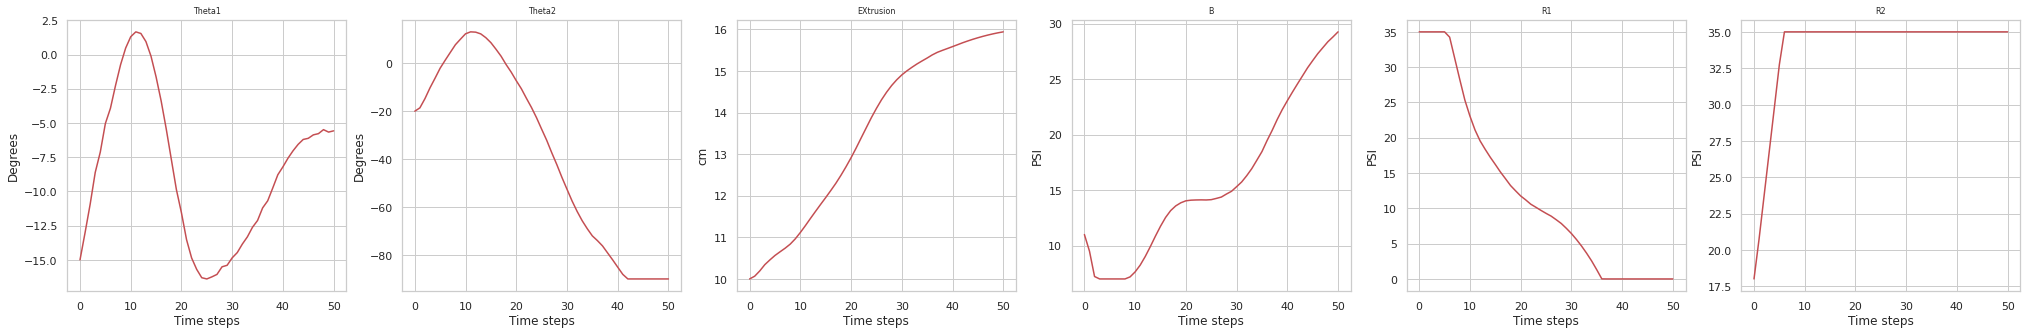 Theta1
2.5
0.0
−2.5
−5.0
−7.5
−10.0
−12.5
−15.0
Degrees
0 10 20 30 40 50
Time steps
Theta2
0
−20
−40
−60
−80
Degrees
0 10 20 30 40 50
Time steps
EXtrusion
16
15
14
13
12
11
10
cm
0 10 20 30 40 50
Time steps
B
30
25
20
15
10
PSI
0 10 20 30 40 50
Time steps
R1
35
30
25
20
15
10
5
0
PSI
0 10 20 30 40 50
Time steps
R2
35.0
32.5
30.0
27.5
25.0
22.5
20.0
17.5
PSI
0 10 20 30 40 50
Time steps